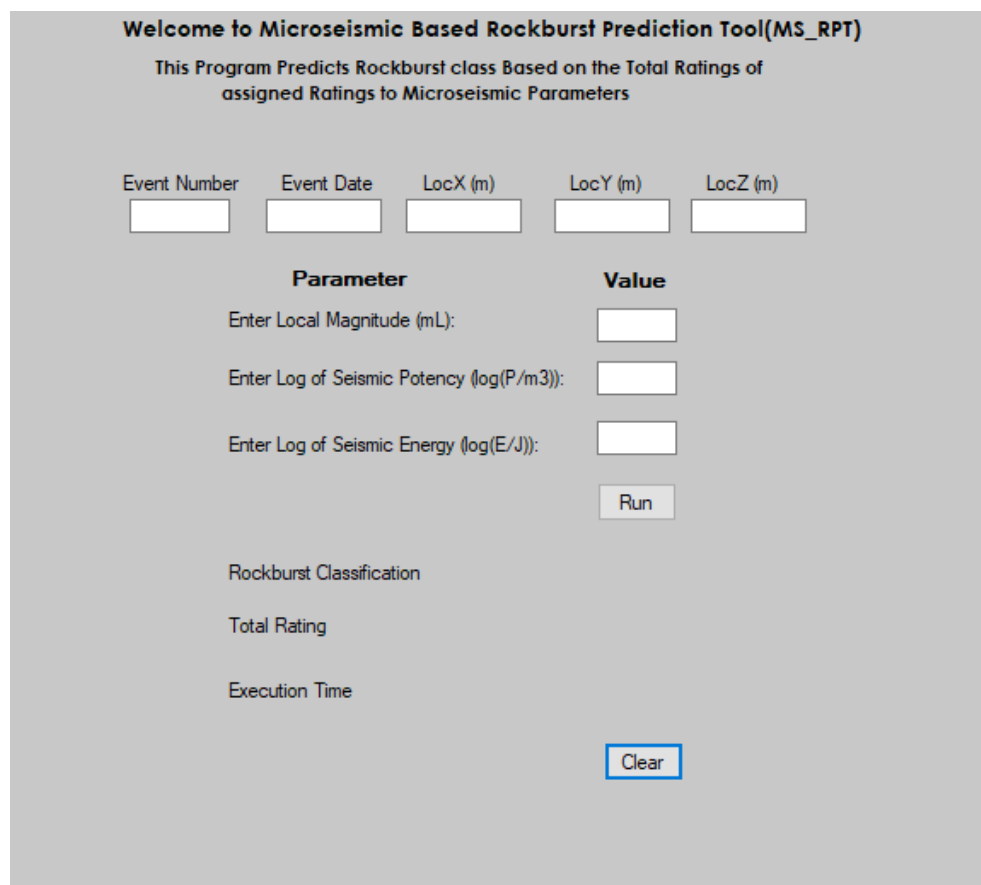 Welcome to Microseismic Based Rockburst Prediction Tool(MS_RPT)
This Program Predicts Rockburst class Based on the Total Ratings of
assigned Ratings to Microseismic Parameters
Event Number Event Date LocX (m) LocY (m) LocZ (m)
Parameter Value
Enter Local Magnitude (mL):
Enter Log of Seismic Potency (log(P/m3)):
Enter Log of Seismic Energy (log(E/J)):
Run
Rockburst Classification
Total Rating
Execution Time
Clear